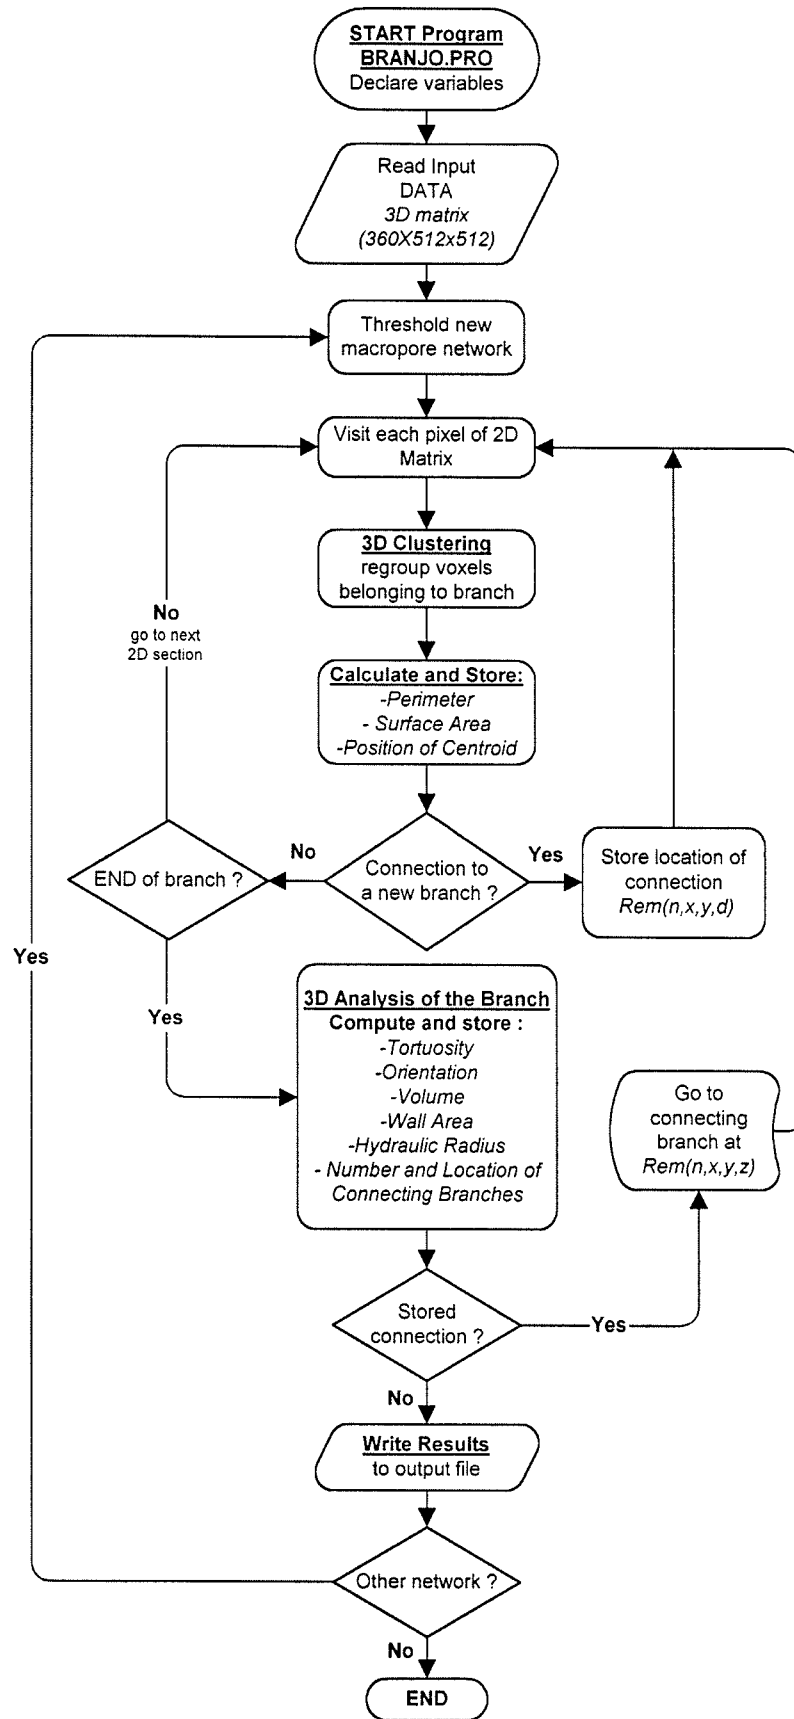 START Program
BRANJO.PRO
Declare variables
Read Input
DATA
3D matrix
(360X512x512)
Threshold new
macropore network
Visit each pixel of 2D
Matrix
3D Clustering
regroup voxels
belonging to branch
No
go to next
2D section
Calculate and Store:
-Perimeter
- Surface Area
-Position of Centroid
END of branch ?
No
Connection to
a new branch ?
Yes
Store location of
connection
Rem(n,x,y,d)
Yes
Yes
3D Analysis of the Branch
Compute and store :
-Tortuosity
-Orientation
-Volume
-Wall Area
-Hydraulic Radius
- Number and Location of
Connecting Branches
Go to
connecting
branch at
Rem(n,x,y,z)
Stored
connection ?
Yes
No
Write Results
to output file
Other network ?
No
END